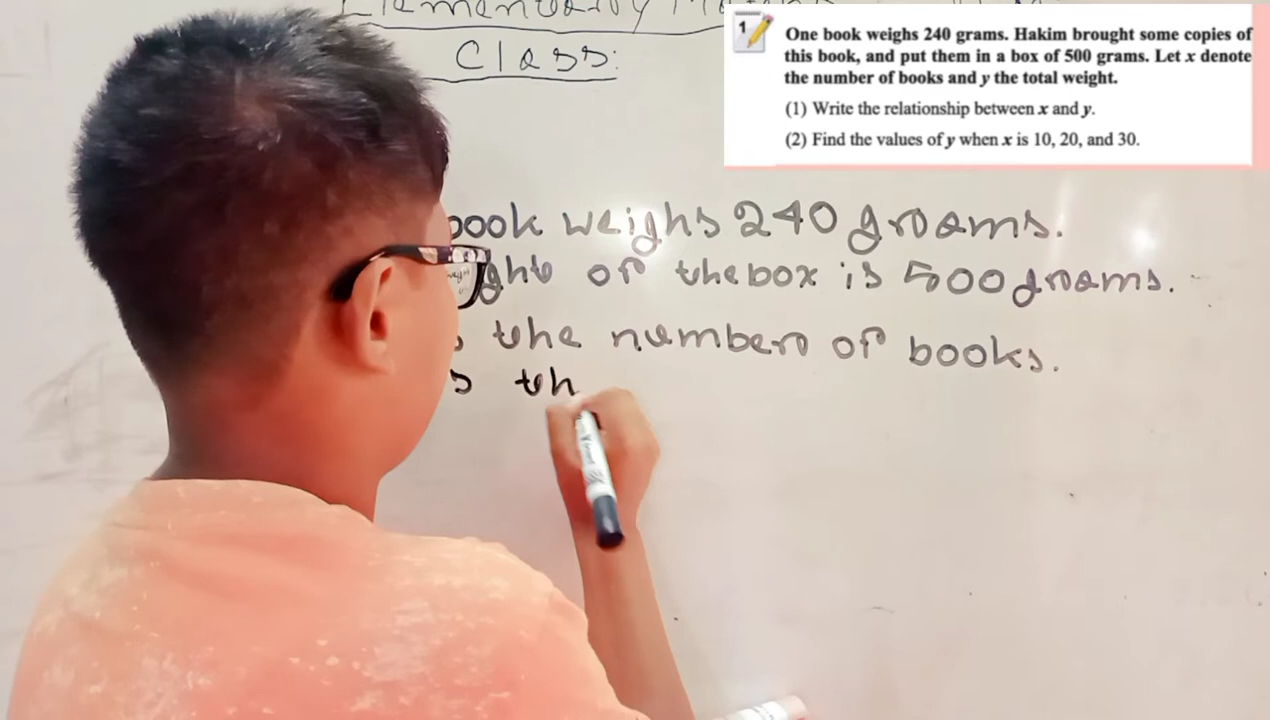 Elementary
Class:
1
One book weighs 240 grams. Hakim brought some copies of
this book, and put them in a box of 500 grams. Let x denote
the number of books and y the total weight.
(1) Write the relationship between x and y.
(2) Find the values of y when x is 10, 20, and 30.
book weighs 240 grams.
ght of the box is 500 grams.
s the number of books.
s th